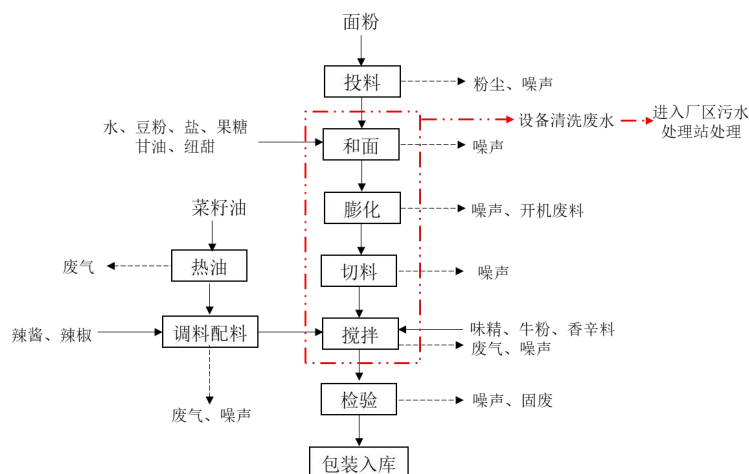 面粉
投料
粉尘、噪声
水、豆粉、盐、果糖
甘油、纽甜
和面
噪声
设备清洗废水
进入厂区污水
处理站处理
膨化
噪声、开机废料
菜籽油
热油
废气
切料
噪声
辣酱、辣椒
调料配料
搅拌
味精、牛粉、香辛料
废气、噪声
废气、噪声
检验
噪声、固废
包装入库